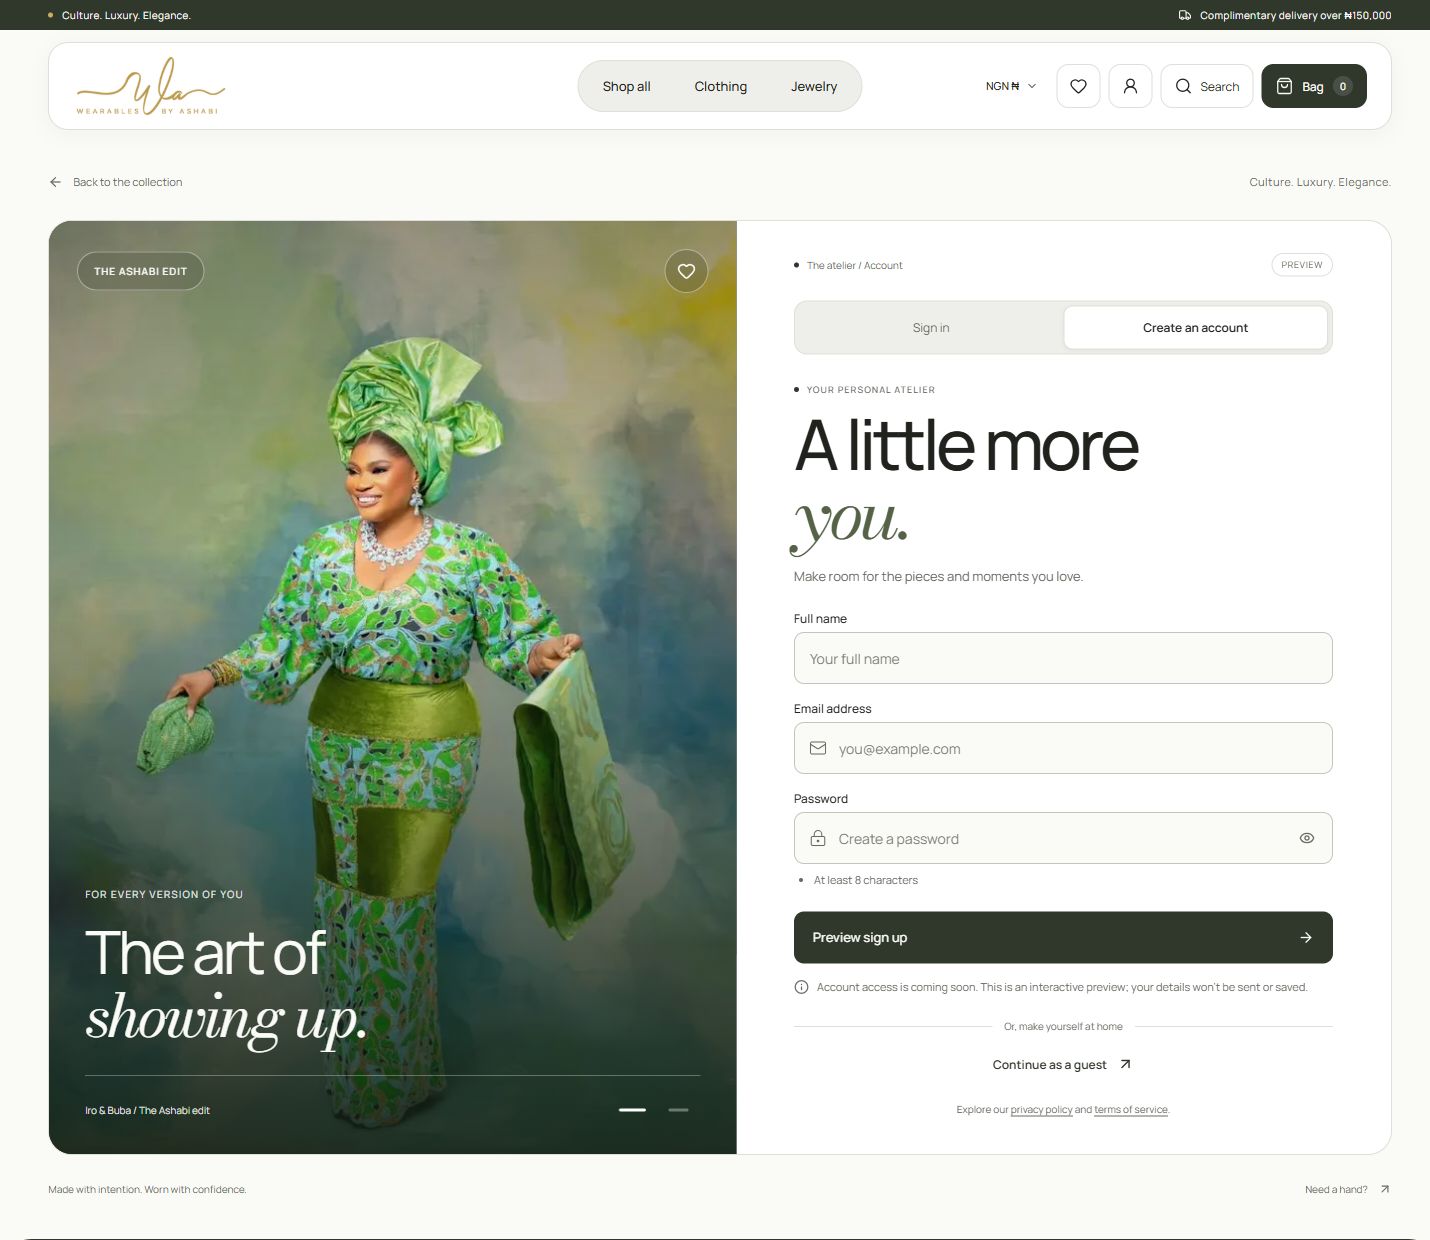 Culture. Luxury. Elegance.
Complimentary delivery over ₦150,000
Wa
WEARABLES BY ASHABI
Shop all
Clothing
Jewelry
NGN ₦
Search
Bag
0
Back to the collection
Culture. Luxury. Elegance.
THE ASHABI EDIT
FOR EVERY VERSION OF YOU
The art of
showing up.
Iro & Buba / The Ashabi edit
The atelier / Account
PREVIEW
Sign in
Create an account
YOUR PERSONAL ATELIER
A little more
you.
Make room for the pieces and moments you love.
Full name
Your full name
Email address
you@example.com
Password
Create a password
At least 8 characters
Preview sign up
Account access is coming soon. This is an interactive preview; your details won't be sent or saved.
Or, make yourself at home
Continue as a guest
Explore our privacy policy and terms of service.
Made with intention. Worn with confidence.
Need a hand?